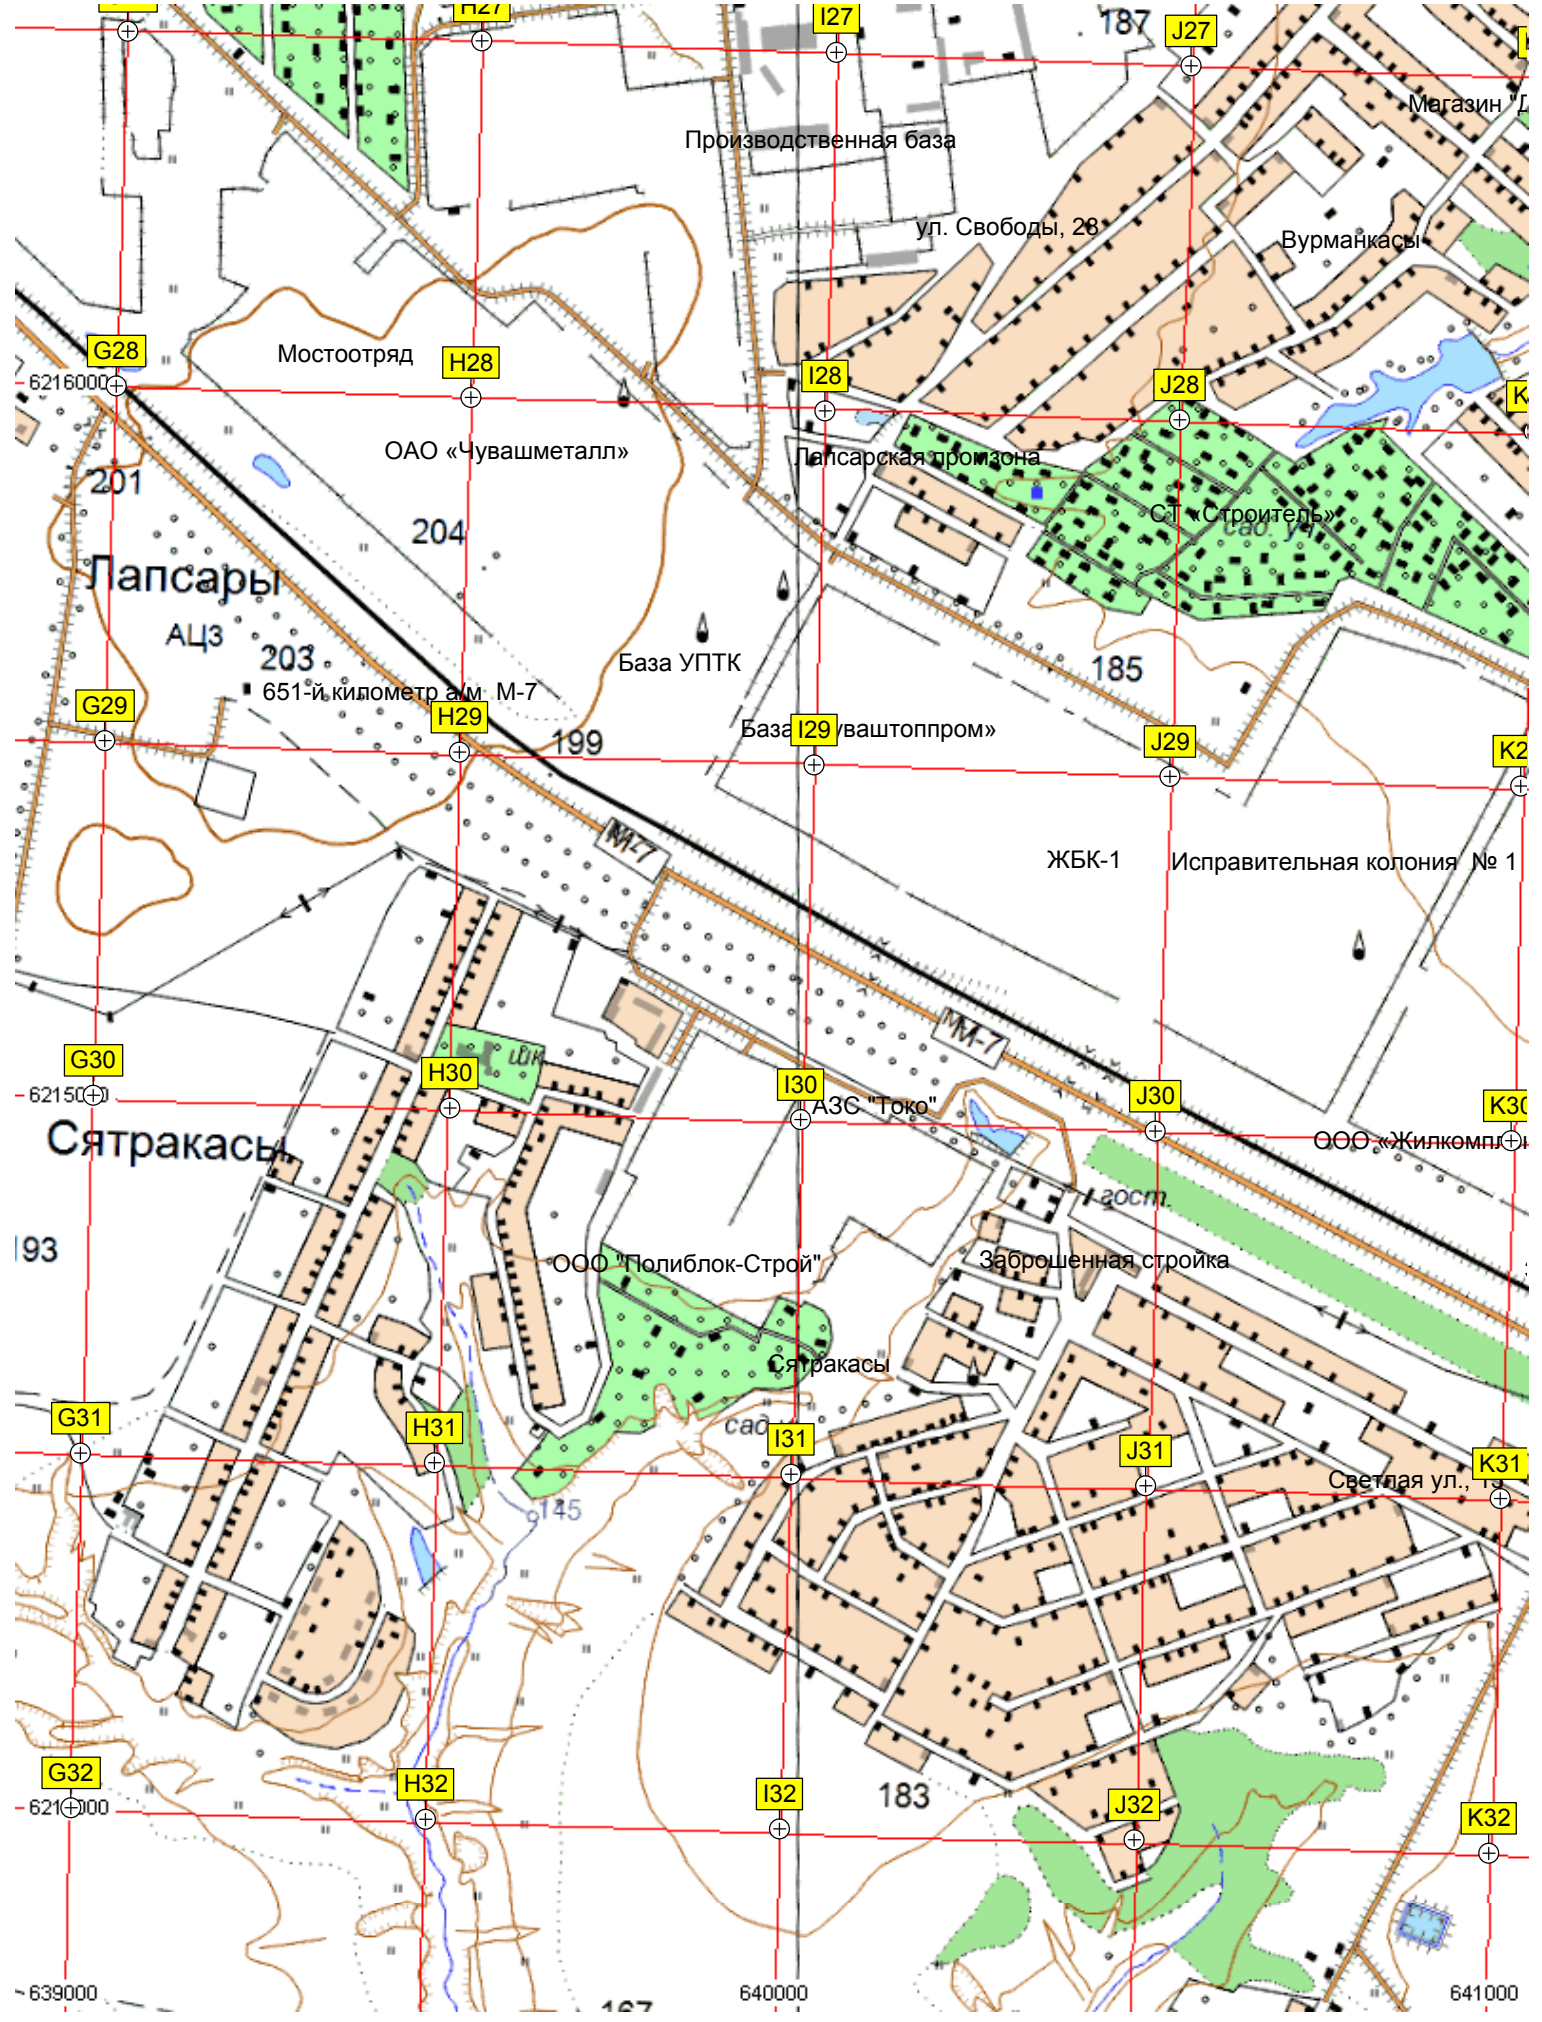 H27
I27
187
J27
Магазин "Д
Производственная база
ул. Свободы, 28
Вурманкасы
G28
Мостоотряд
H28
I28
J28
6216000
ОАО «Чувашметалл»
Лапсарская промзона
201
204
СТ «Строитель»
сад. уч.
Лапсары
АЦЗ
203
База УПТК
185
651-й километр а/м М-7
G29
H29
199
I29
J29
M-7
ЖБК-1
Исправительная колония № 1
M-7
шк.
G30
H30
I30
АЗС "Токо"
J30
K30
Сятракасы
гост.
193
ООО "Полиблок-Строй"
Заброшенная стройка
Сятракасы
G31
H31
I31
J31
K31
Светлая ул.,
145
G32
H32
I32
183
J32
K32
639000
640000
641000
167